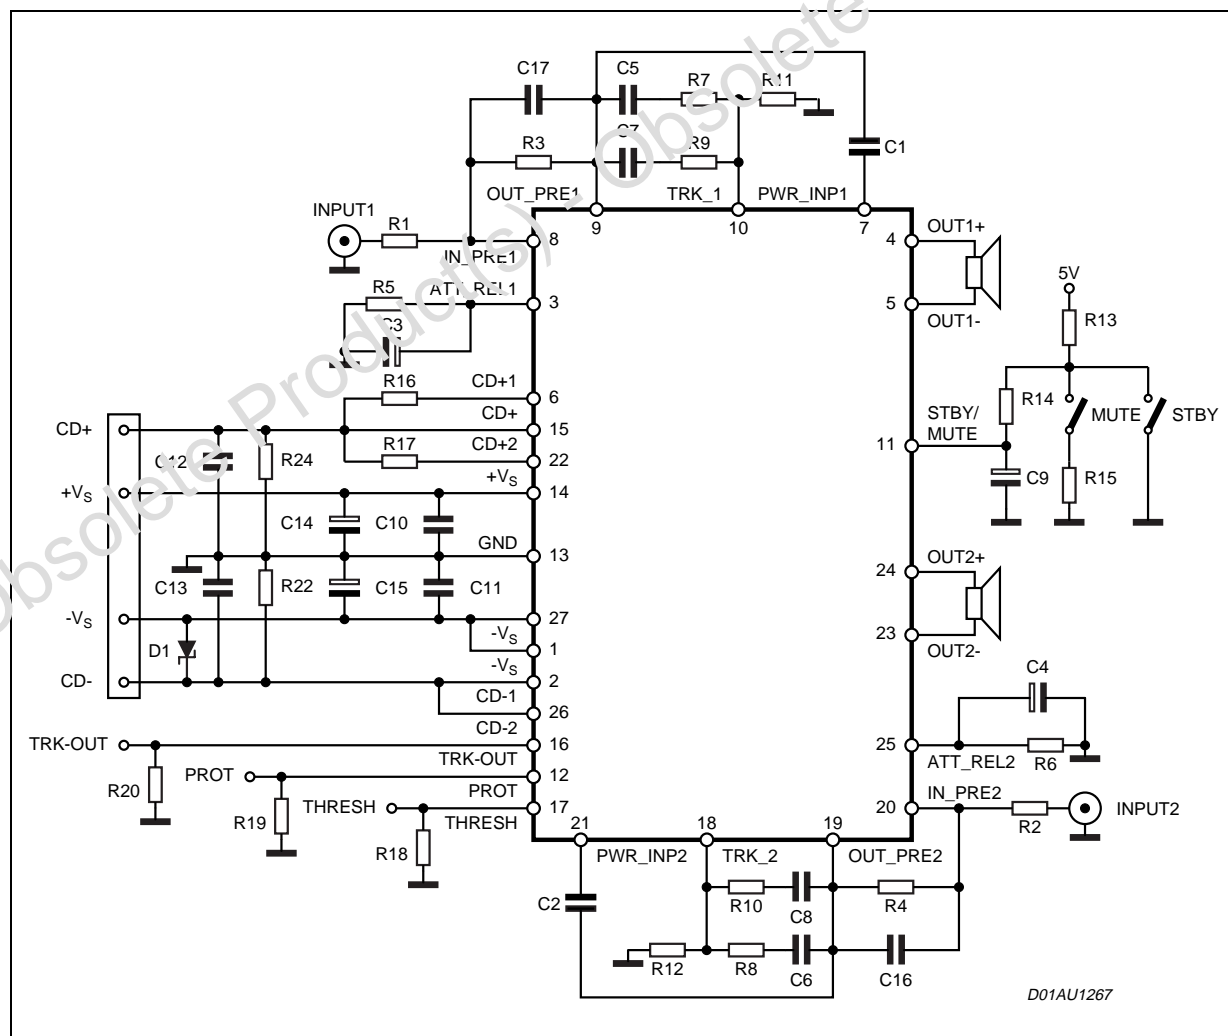 Obsolete Product(s) - Obsolete
C17 C5 R7 R11
R3 C7 R9 C1
OUT_PRE1 TRK_1 PWR_INP1
INPUT1 R1 9 10 7
8 IN_PRE1 4 OUT1+
R5 ATT_REL1 3 5 OUT1-
C3
5V
R13
R16 CD+1 6
CD+ CD+ 15
R17 CD+2 22
R14 MUTE STBY
STBY/
MUTE 11
C9 R15
C12 R24
+VS +VS 14
C14 C10
GND 13
C13 R22 C15 C11
24 OUT2+
23 OUT2-
-VS 27
-VS 1
D1
-VS
CD- 2
CD-1
26
CD-2
C4
25 ATT_REL2 R6
TRK-OUT 16
TRK-OUT
R20 PROT 12
PROT
R19 THRESH 17
THRESH
R18
20 IN_PRE2 R2 INPUT2
21 18 19
PWR_INP2 TRK_2 OUT_PRE2
C2 R10 C8 R4
R12 R8 C6 C16
D01AU1267